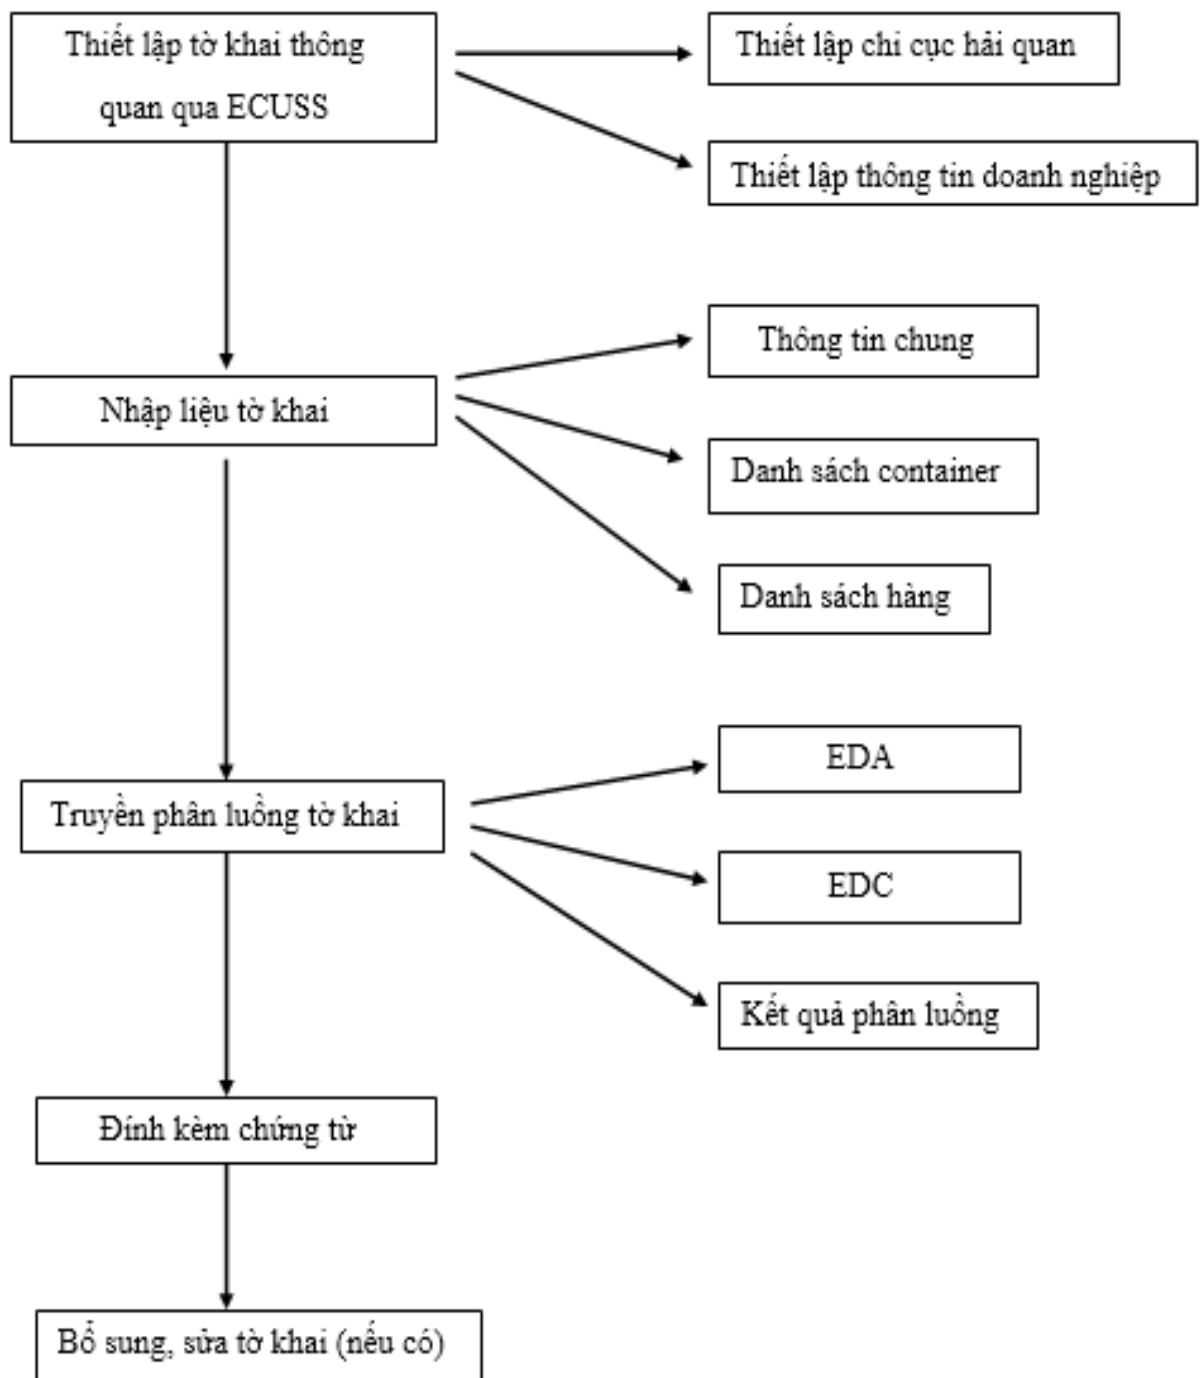 Thiết lập tờ khai thông
quan qua ECUSS
Thiết lập chi cục hải quan
Thiết lập thông tin doanh nghiệp
Nhập liệu tờ khai
Thông tin chung
Danh sách container
Danh sách hàng
Truyền phân luồng tờ khai
EDA
EDC
Kết quả phân luồng
Đính kèm chứng từ
Bổ sung, sửa tờ khai (nếu có)